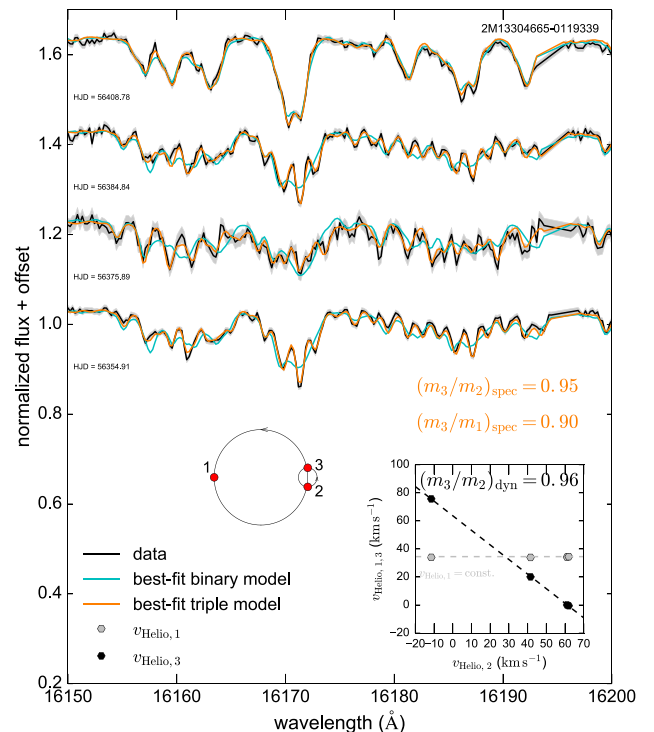 2M13304665-0119339
HJD = 56408.78
HJD = 56384.84
HJD = 56375.89
HJD = 56354.91
(m₃/m₂)spec = 0.95
(m₃/m₁)spec = 0.90
1
3
2
data
best-fit binary model
best-fit triple model
vHelio, 1
vHelio, 3
(m₃/m₂)dyn = 0.96
vHelio, 1 = const.
100
80
60
40
20
0
−20
−20−10 0 10 20 30 40 50 60 70
vHelio, 2 (km s⁻¹)
vHelio, 1,3 (km s⁻¹)
1.6
1.4
1.2
1.0
0.8
0.6
0.4
0.2
16150 16160 16170 16180 16190 16200
wavelength (Å)
normalized flux + offset